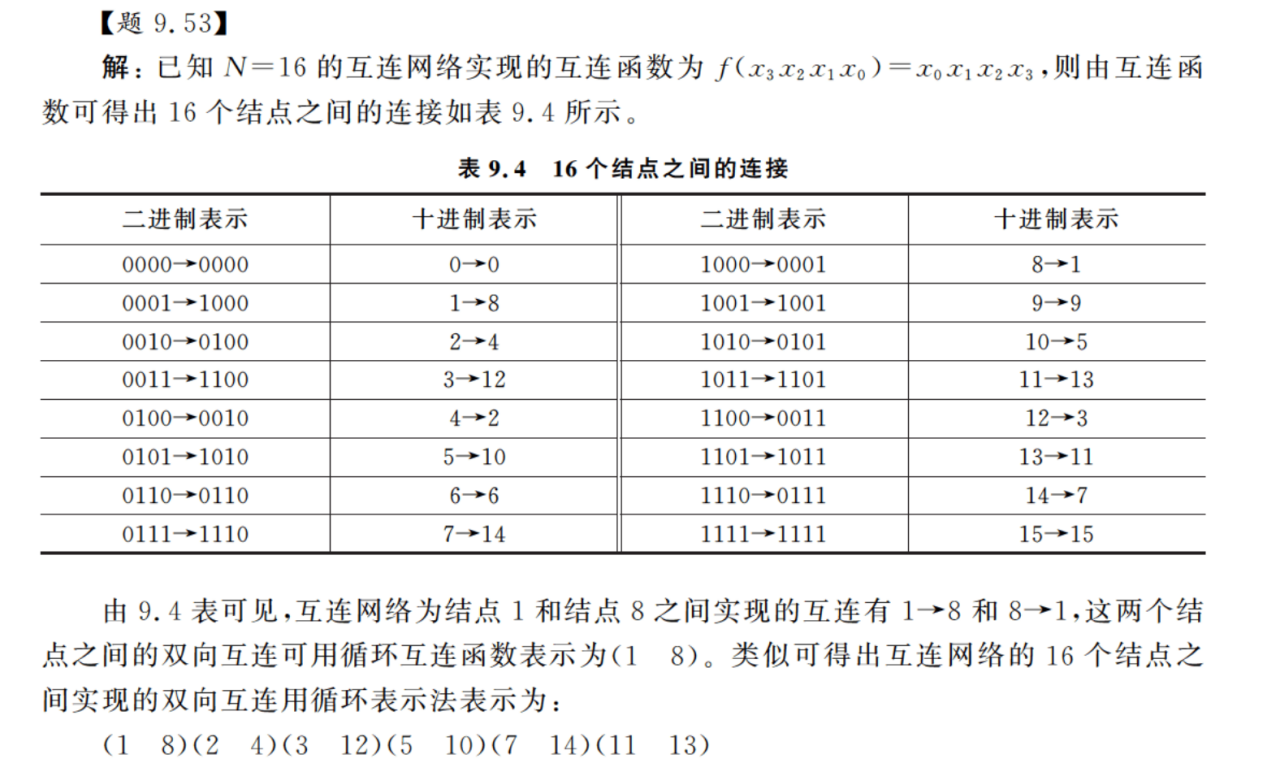 【题 9.53】
解：已知 N=16 的互连网络实现的互连函数为 f(x₃x₂x₁x₀)=x₀x₁x₂x₃,则由互连函
数可得出 16 个结点之间的连接如表 9.4 所示。
表 9.4 16 个结点之间的连接
二进制表示 十进制表示 二进制表示 十进制表示
0000→0000 0→0 1000→0001 8→1
0001→1000 1→8 1001→1001 9→9
0010→0100 2→4 1010→0101 10→5
0011→1100 3→12 1011→1101 11→13
0100→0010 4→2 1100→0011 12→3
0101→1010 5→10 1101→1011 13→11
0110→0110 6→6 1110→0111 14→7
0111→1110 7→14 1111→1111 15→15
由 9.4 表可见,互连网络为结点 1 和结点 8 之间实现的互连有 1→8 和 8→1,这两个结
点之间的双向互连可用循环互连函数表示为(1 8)。类似可得出互连网络的 16 个结点之
间实现的双向互连用循环表示法表示为：
(1 8)(2 4)(3 12)(5 10)(7 14)(11 13)